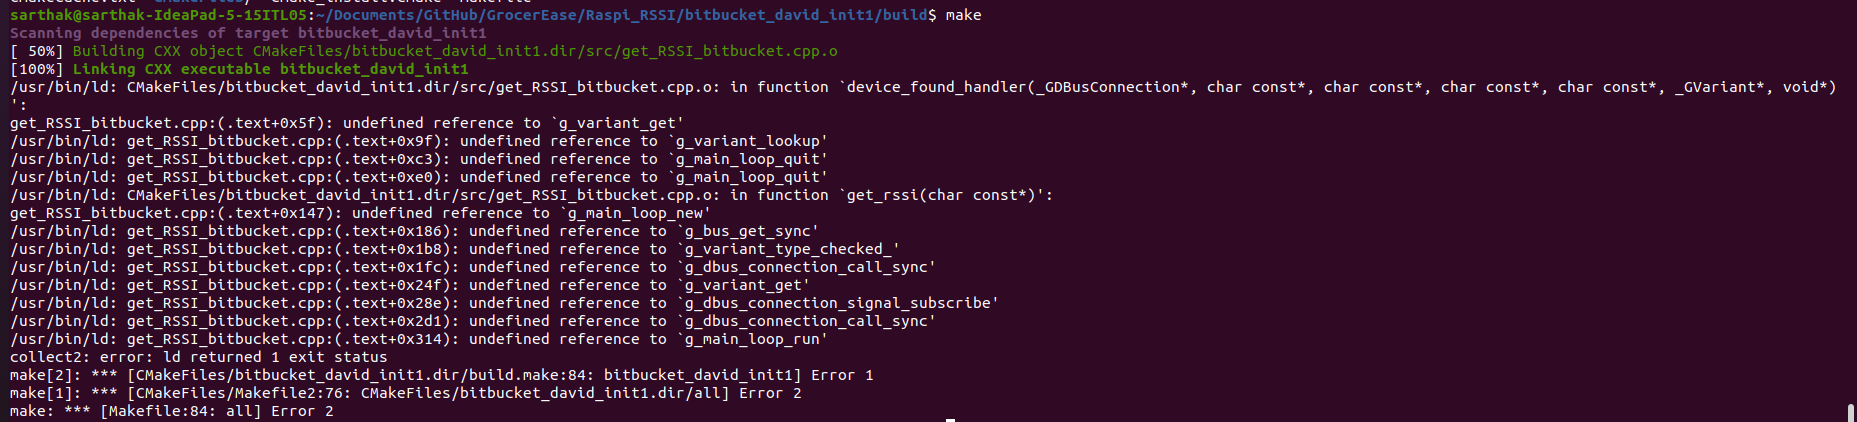 sarthak@sarthak-IdeaPad-5-15ITL05:~/Documents/GitHub/GrocerEase/Raspi_RSSI/bitbucket_david_init1/build$ make
Scanning dependencies of target bitbucket_david_init1
[ 50%] Building CXX object CMakeFiles/bitbucket_david_init1.dir/src/get_RSSI_bitbucket.cpp.o
[100%] Linking CXX executable bitbucket_david_init1
/usr/bin/ld: CMakeFiles/bitbucket_david_init1.dir/src/get_RSSI_bitbucket.cpp.o: in function `device_found_handler(_GDBusConnection*, char const*, char const*, char const*, char const*, _GVariant*, void*)
':
get_RSSI_bitbucket.cpp:(.text+0x5f): undefined reference to `g_variant_get'
/usr/bin/ld: get_RSSI_bitbucket.cpp:(.text+0x9f): undefined reference to `g_variant_lookup'
/usr/bin/ld: get_RSSI_bitbucket.cpp:(.text+0xc3): undefined reference to `g_main_loop_quit'
/usr/bin/ld: get_RSSI_bitbucket.cpp:(.text+0xe0): undefined reference to `g_main_loop_quit'
/usr/bin/ld: CMakeFiles/bitbucket_david_init1.dir/src/get_RSSI_bitbucket.cpp.o: in function `get_rssi(char const*)':
get_RSSI_bitbucket.cpp:(.text+0x147): undefined reference to `g_main_loop_new'
/usr/bin/ld: get_RSSI_bitbucket.cpp:(.text+0x186): undefined reference to `g_bus_get_sync'
/usr/bin/ld: get_RSSI_bitbucket.cpp:(.text+0x1b8): undefined reference to `g_variant_type_checked_'
/usr/bin/ld: get_RSSI_bitbucket.cpp:(.text+0x1fc): undefined reference to `g_dbus_connection_call_sync'
/usr/bin/ld: get_RSSI_bitbucket.cpp:(.text+0x24f): undefined reference to `g_variant_get'
/usr/bin/ld: get_RSSI_bitbucket.cpp:(.text+0x28e): undefined reference to `g_dbus_connection_signal_subscribe'
/usr/bin/ld: get_RSSI_bitbucket.cpp:(.text+0x2d1): undefined reference to `g_dbus_connection_call_sync'
/usr/bin/ld: get_RSSI_bitbucket.cpp:(.text+0x314): undefined reference to `g_main_loop_run'
collect2: error: ld returned 1 exit status
make[2]: *** [CMakeFiles/bitbucket_david_init1.dir/build.make:84: bitbucket_david_init1] Error 1
make[1]: *** [CMakeFiles/Makefile2:76: CMakeFiles/bitbucket_david_init1.dir/all] Error 2
make: *** [Makefile:84: all] Error 2